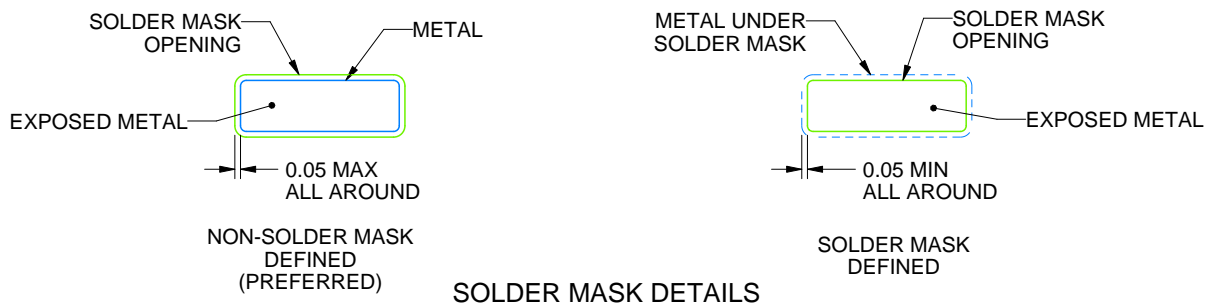 SOLDER MASK
OPENING
METAL
EXPOSED METAL
0.05 MAX
ALL AROUND
NON-SOLDER MASK
DEFINED
(PREFERRED)
METAL UNDER
SOLDER MASK
SOLDER MASK
OPENING
EXPOSED METAL
0.05 MIN
ALL AROUND
SOLDER MASK
DEFINED
SOLDER MASK DETAILS